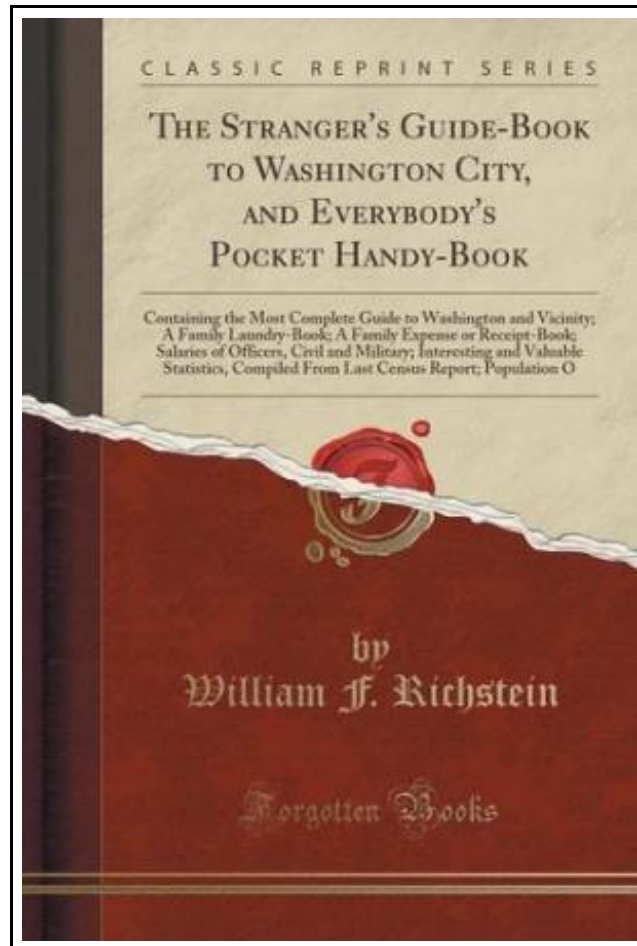 CLASSIC REPRINT SERIES
THE STRANGER'S GUIDE-BOOK
TO WASHINGTON CITY,
AND EVERYBODY'S
POCKET HANDY-BOOK
Containing the Most Complete Guide to Washington and Vicinity;
A Family Laundry-Book; A Family Expense or Receipt-Book;
Salaries of Officers, Civil and Military; Interesting and Valuable
Statistics, Compiled From Last Census Report; Population O
by
William F. Richstein
Forgotten Books